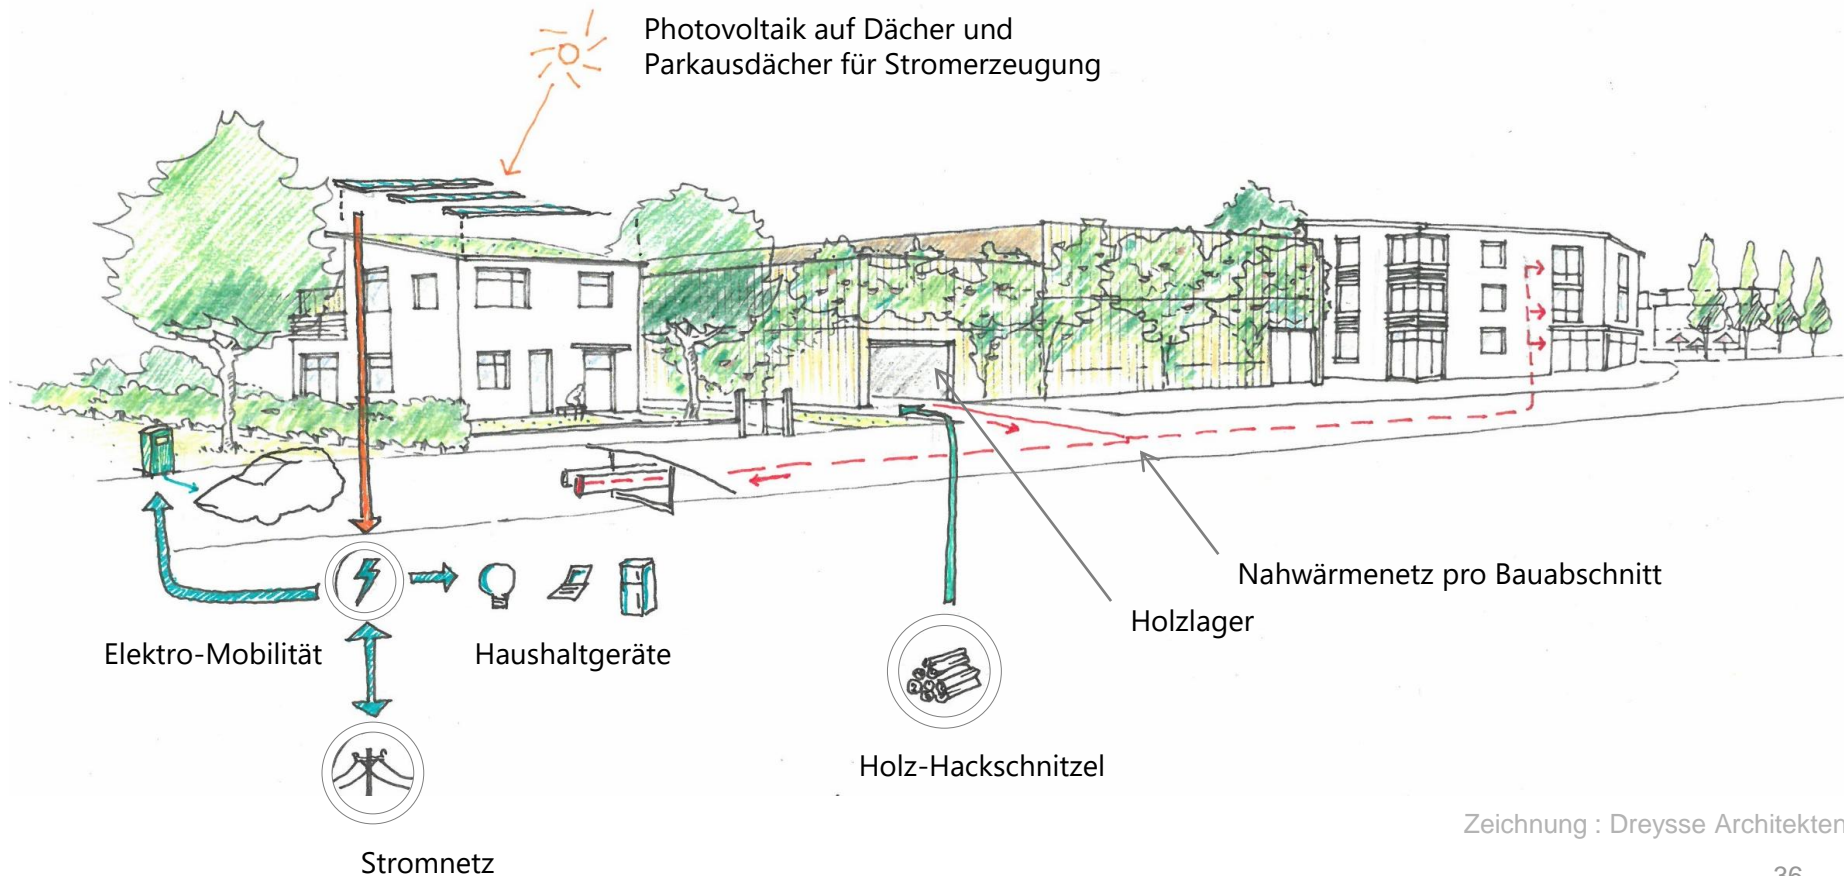 Photovoltaik auf Dächer und
Parkausdächer für Stromerzeugung
Nahwärmenetz pro Bauabschnitt
Holzlager
Elektro-Mobilität
Haushaltgeräte
Holz-Hackschnitzel
Stromnetz
Zeichnung : Dreysse Architekten
36